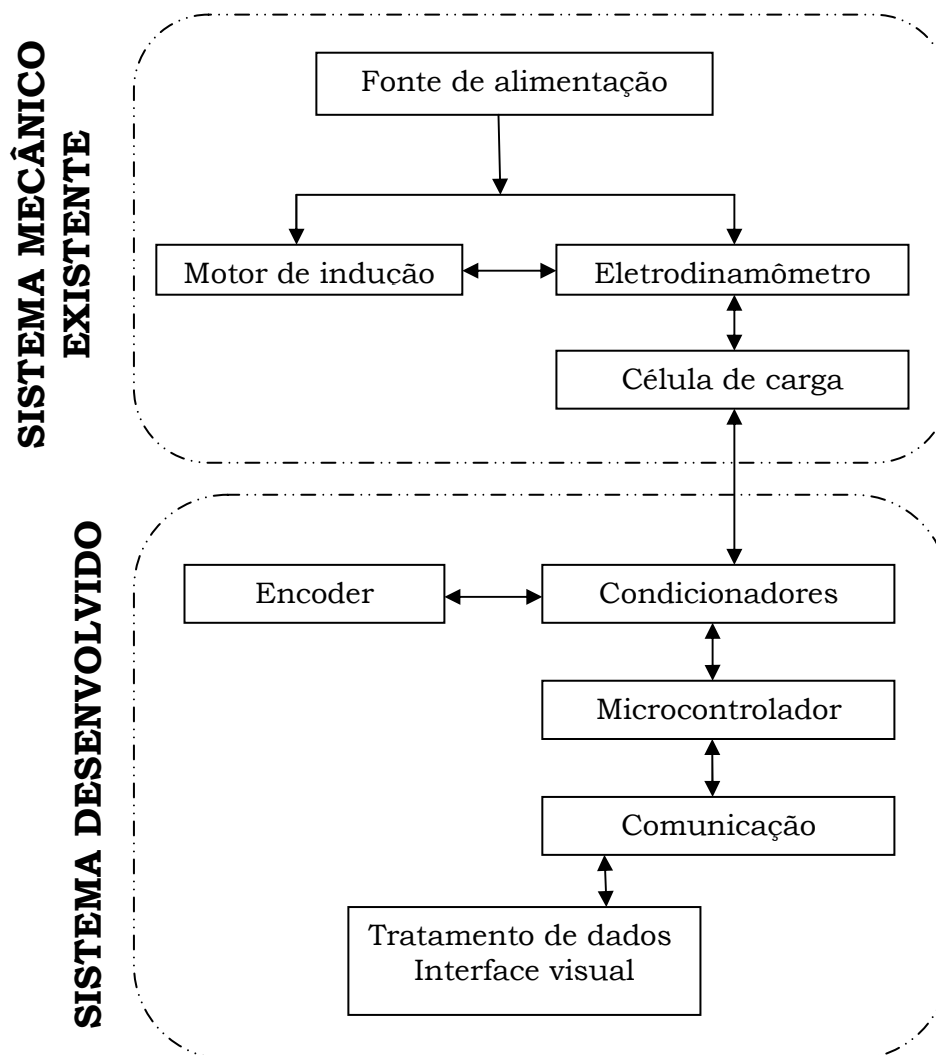 SISTEMA MECÂNICO
EXISTENTE
Fonte de alimentação
Motor de indução
Eletrodinamômetro
Célula de carga
SISTEMA DESENVOLVIDO
Encoder
Condicionadores
Microcontrolador
Comunicação
Tratamento de dados
Interface visual